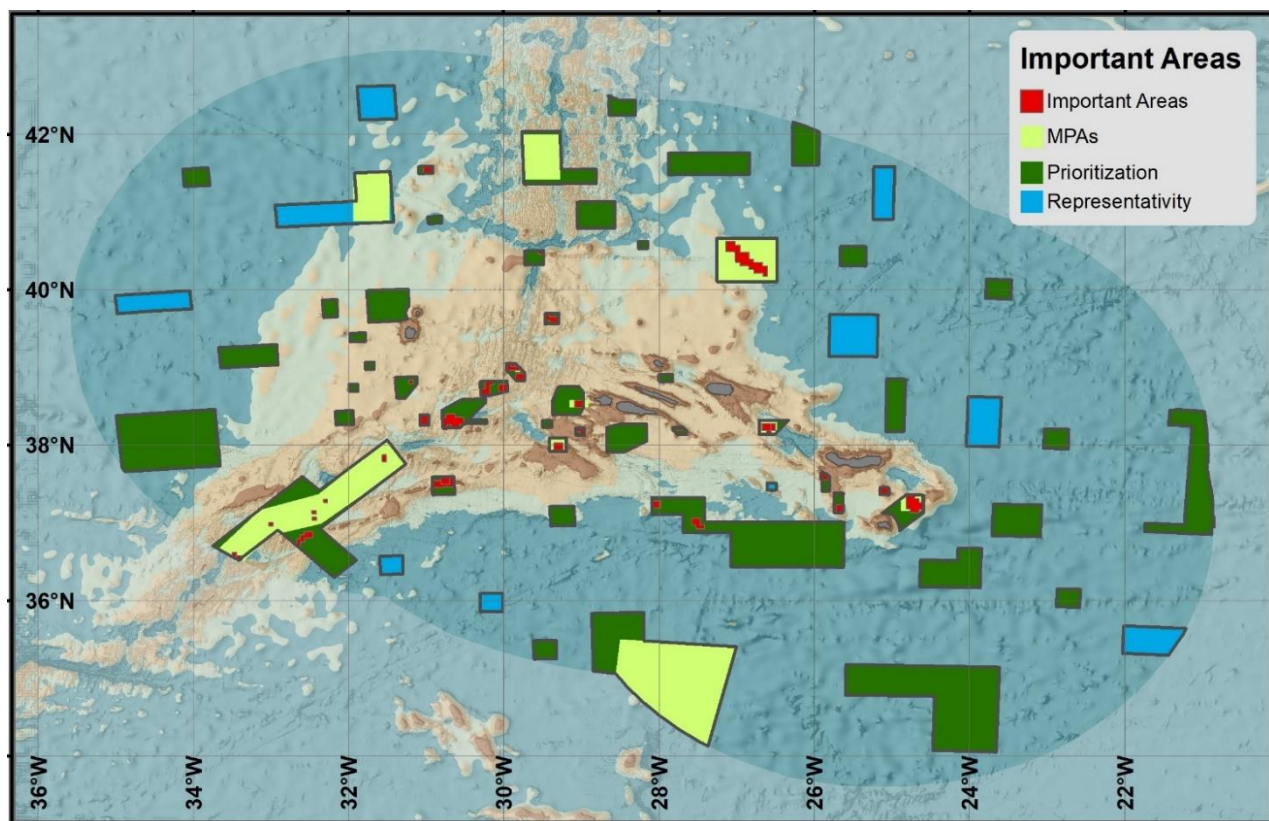 Important Areas
Important Areas
MPAs
Prioritization
Representativity
42°N
40°N
38°N
36°N
36°W
34°W
32°W
30°W
28°W
26°W
24°W
22°W